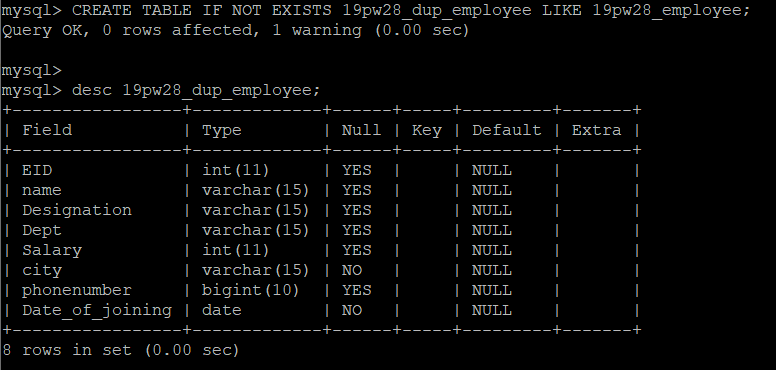 mysql> CREATE TABLE IF NOT EXISTS 19pw28_dup_employee LIKE 19pw28_employee;
Query OK, 0 rows affected, 1 warning (0.00 sec)

mysql>
mysql> desc 19pw28_dup_employee;
+-----------------+-------------+------+-----+---------+-------+
| Field           | Type        | Null | Key | Default | Extra |
+-----------------+-------------+------+-----+---------+-------+
| EID             | int(11)     | YES  |     | NULL    |       |
| name            | varchar(15) | YES  |     | NULL    |       |
| Designation     | varchar(15) | YES  |     | NULL    |       |
| Dept            | varchar(15) | YES  |     | NULL    |       |
| Salary          | int(11)     | YES  |     | NULL    |       |
| city            | varchar(15) | NO   |     | NULL    |       |
| phonenumber     | bigint(10)  | YES  |     | NULL    |       |
| Date_of_joining | date        | NO   |     | NULL    |       |
+-----------------+-------------+------+-----+---------+-------+
8 rows in set (0.00 sec)